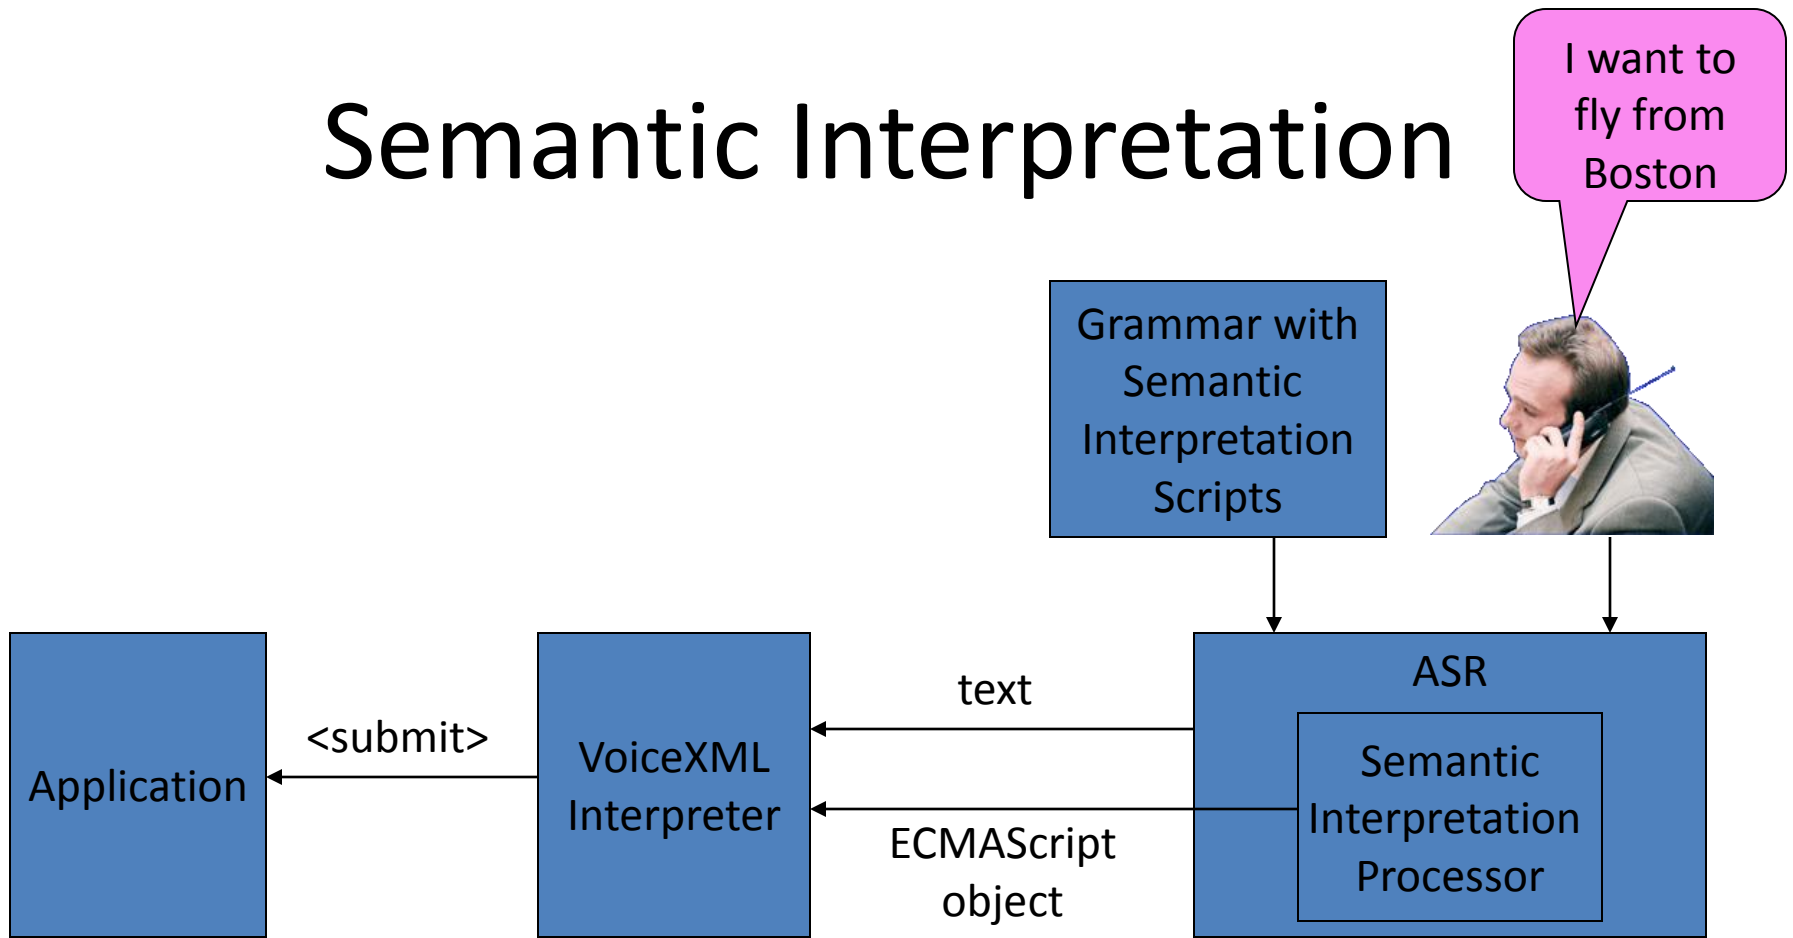 Semantic Interpretation
I want to
fly from
Boston
Grammar with
Semantic
Interpretation
Scripts
Application
<submit>
VoiceXML
Interpreter
text
ECMAScript
object
ASR
Semantic
Interpretation
Processor